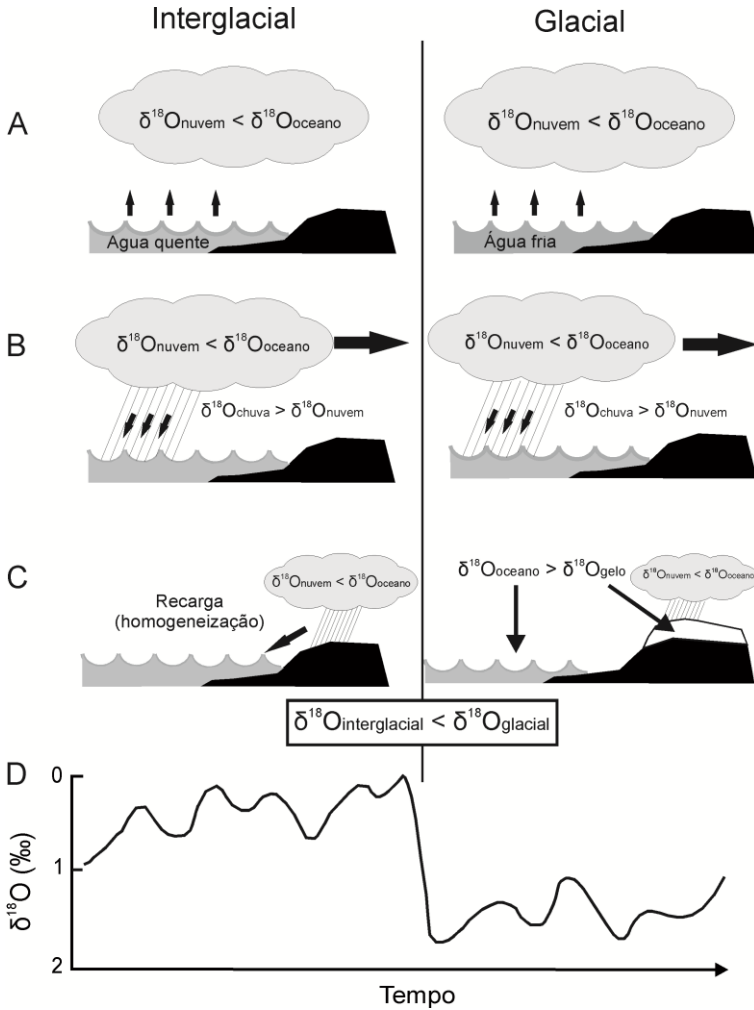 Interglacial
Glacial
A
δ¹⁸Onuvem < δ¹⁸Ooceano
δ¹⁸Onuvem < δ¹⁸Ooceano
Agua quente
Água fria
B
δ¹⁸Onuvem < δ¹⁸Ooceano
δ¹⁸Onuvem < δ¹⁸Ooceano
δ¹⁸Ochuva > δ¹⁸Onuvem
δ¹⁸Ochuva > δ¹⁸Onuvem
C
δ¹⁸Onuvem < δ¹⁸Ooceano
Recarga
(homogeneização)
δ¹⁸Ooceano > δ¹⁸Ogelo
δ¹⁸Onuvem < δ¹⁸Ooceano
δ¹⁸Ointerglacial < δ¹⁸Oglacial
D
0
1
2
δ¹⁸O (‰)
Tempo